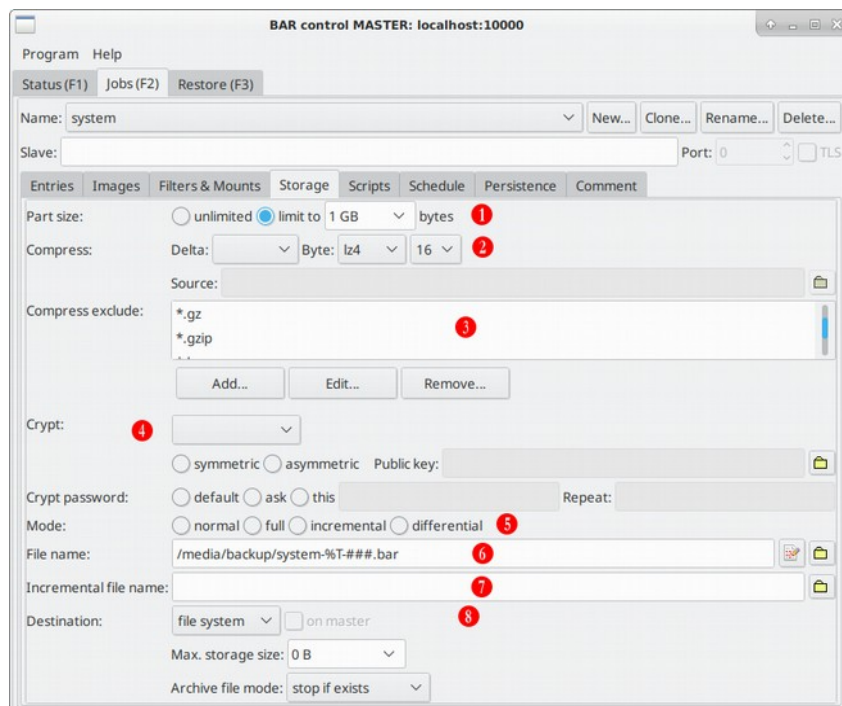 BAR control MASTER: localhost:10000
Program Help
Status (F1) Jobs (F2) Restore (F3)
Name: system New... Clone... Rename... Delete...
Slave: Port: 0 TLS
Entries Images Filters & Mounts Storage Scripts Schedule Persistence Comment
Part size: unlimited limit to 1 GB bytes 1
Compress: Delta: Byte: lz4 16 2
Source:
Compress exclude: *.gz
*.gzip 3
Add... Edit... Remove...
Crypt: 4
symmetric asymmetric Public key:
Crypt password: default ask this Repeat:
Mode: normal full incremental differential 5
File name: /media/backup/system-%T-###.bar 6
Incremental file name: 7
Destination: file system on master 8
Max. storage size: 0 B
Archive file mode: stop if exists